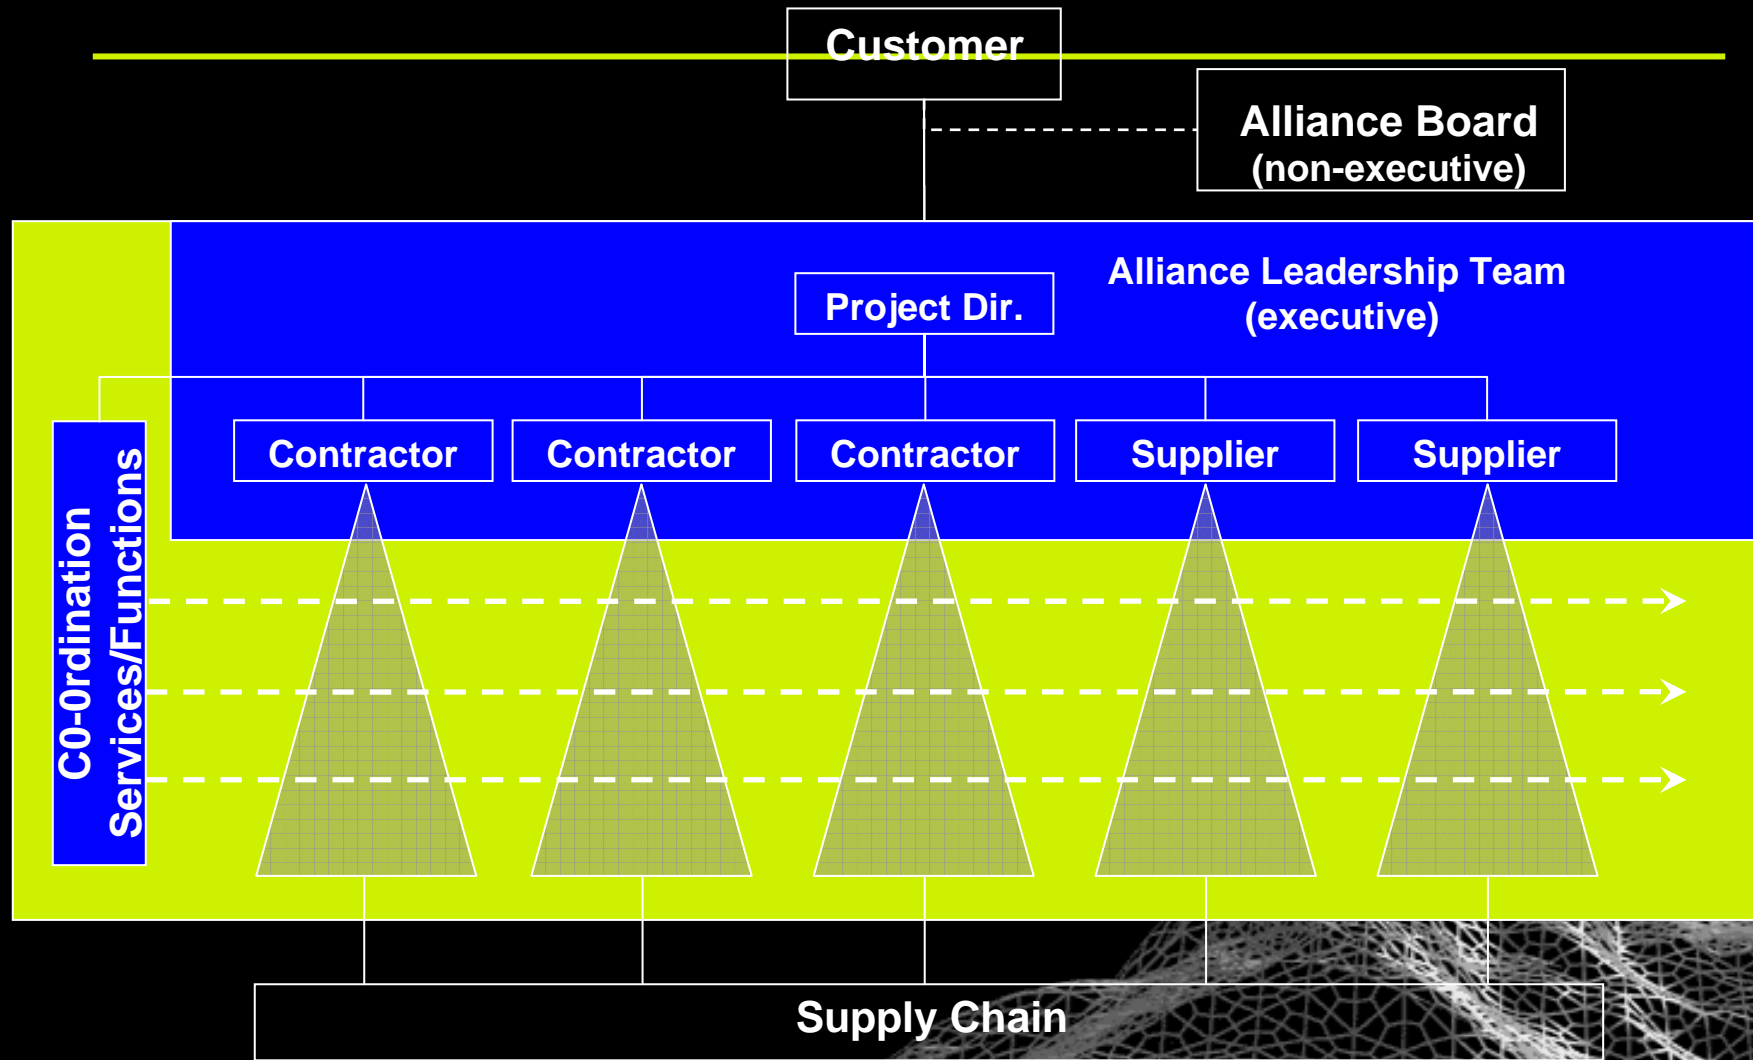 Customer
Alliance Board
(non-executive)
Alliance Leadership Team
(executive)
Project Dir.
Contractor
Contractor
Contractor
Supplier
Supplier
C0-0rdination
Services/Functions
Supply Chain